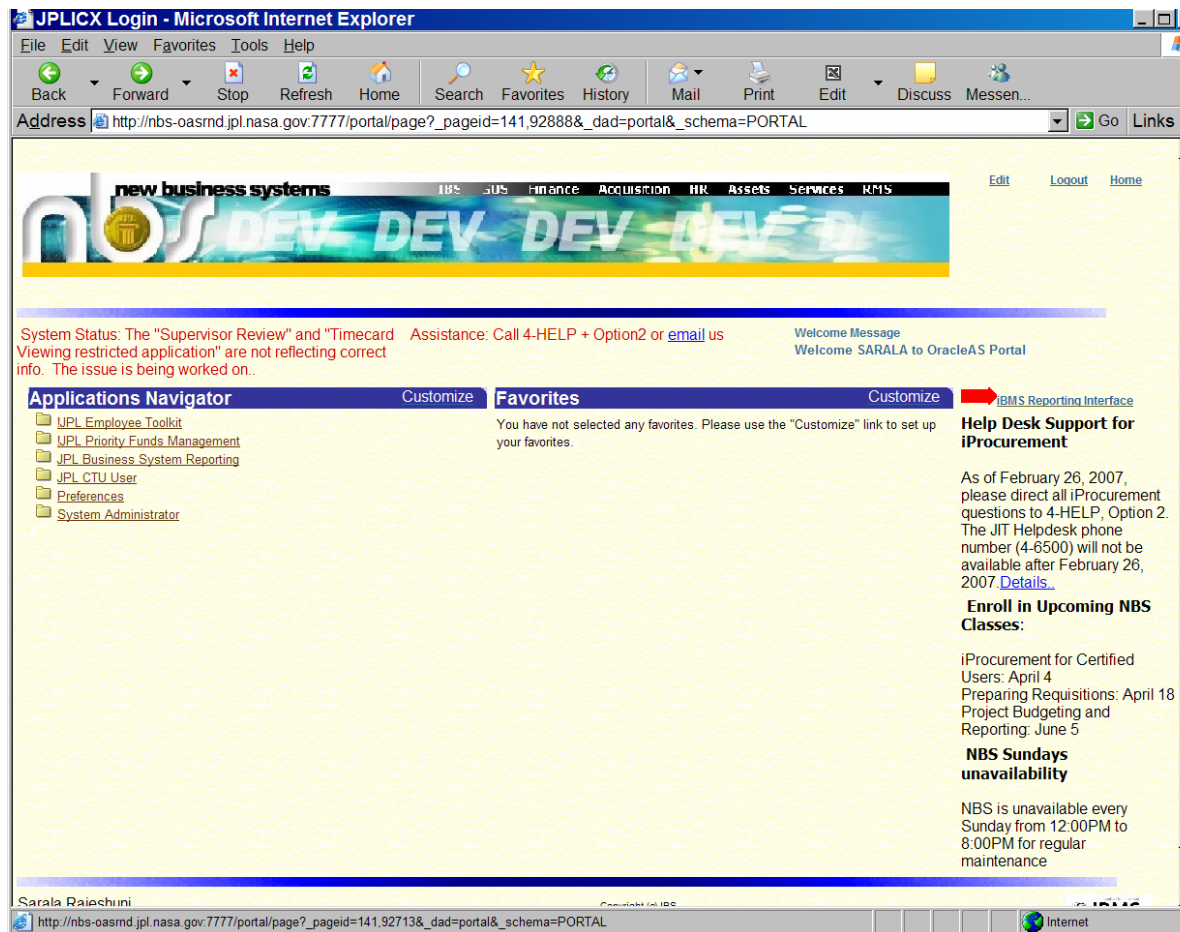 JPLICX Login - Microsoft Internet Explorer
File Edit View Favorites Tools Help
Back Forward Stop Refresh Home Search Favorites History Mail Print Edit Discuss Messen...
Address http://nbs-oasrnd.jpl.nasa.gov:7777/portal/page?_pageid=141,92888&_dad=portal&_schema=PORTAL Go Links
new business systems IBS Finance Acquisition HR Assets Services RMS
Edit Logout Home
nbs DEV DEV DEV DEV
System Status: The "Supervisor Review" and "Timecard
Viewing restricted application" are not reflecting correct
info. The issue is being worked on..
Assistance: Call 4-HELP + Option2 or email us
Welcome Message
Welcome SARALA to OracleAS Portal
Applications Navigator Customize
JPL Employee Toolkit
JPL Priority Funds Management
JPL Business System Reporting
JPL CTU User
Preferences
System Administrator
Favorites Customize
You have not selected any favorites. Please use the "Customize" link to set up
your favorites.
iBMS Reporting Interface
Help Desk Support for
iProcurement
As of February 26, 2007,
please direct all iProcurement
questions to 4-HELP, Option 2.
The JIT Helpdesk phone
number (4-6500) will not be
available after February 26,
2007.Details..
Enroll in Upcoming NBS
Classes:
iProcurement for Certified
Users: April 4
Preparing Requisitions: April 18
Project Budgeting and
Reporting: June 5
NBS Sundays
unavailability
NBS is unavailable every
Sunday from 12:00PM to
8:00PM for regular
maintenance
Sarala
http://nbs-oasrnd.jpl.nasa.gov:7777/portal/page?_pageid=141,92713&_dad=portal&_schema=PORTAL Internet